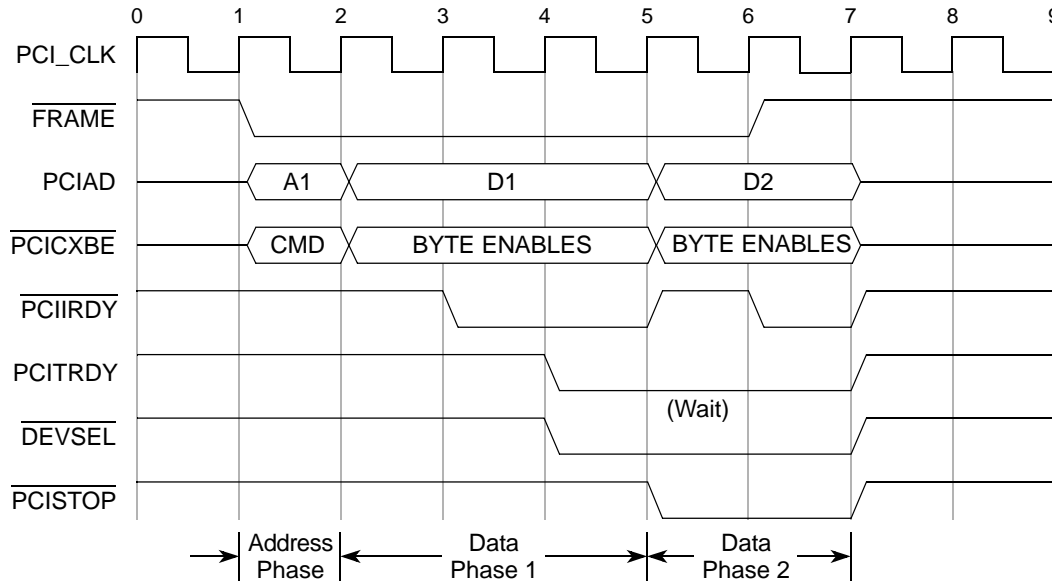 0 1 2 3 4 5 6 7 8 9
PCI_CLK
FRAME
PCIAD A1 D1 D2
PCICXBE CMD BYTE ENABLES BYTE ENABLES
PCIIRDY
PCITRDY
(Wait)
DEVSEL
PCISTOP
Address Phase Data Phase 1 Data Phase 2